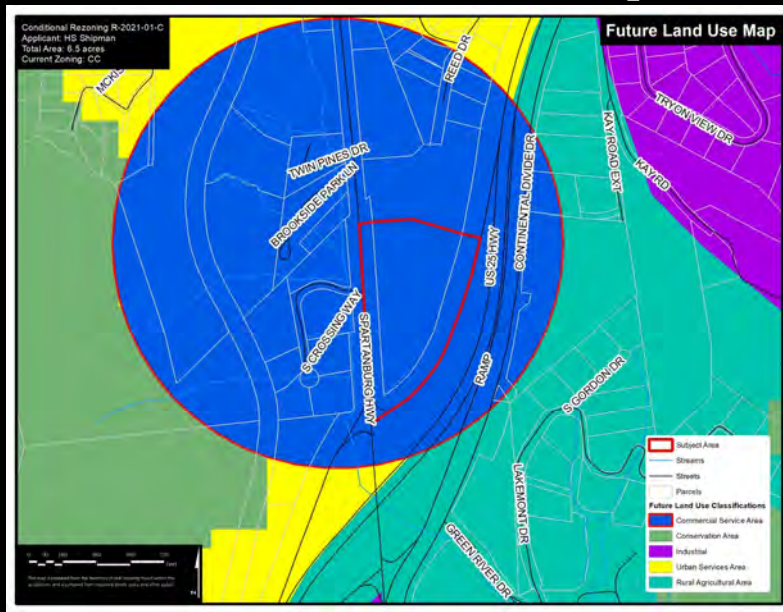 Conditional Rezoning R-2021-01-C
Applicant: HS Shipman
Total Area: 6.5 acres
Current Zoning: CC
Future Land Use Map
REED DR
TRYON VIEW DR
TWIN PINES DR
BROOKSIDE PARK LN
KAY ROAD EXT
KAY RD
US 25 HWY
CONTINENTAL DIVIDE DR
S CROSSING WAY
SPARTANBURG HWY
RAMP
S GORDON DR
LAKEMONT DR
GREEN RIVER DR
Subject Area
Streams
Streets
Parcels
Future Land Use Classifications
Commercial Service Area
Conservation Area
Industrial
Urban Services Area
Rural Agricultural Area